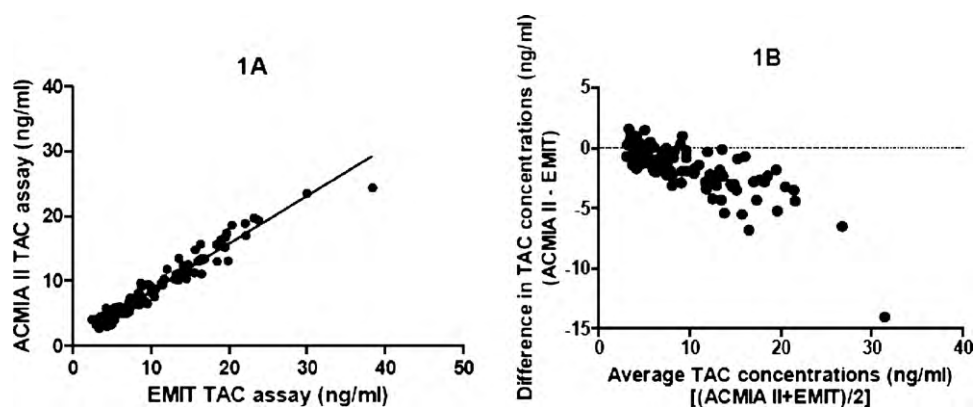 1A
ACMIA II TAC assay (ng/ml)
40
30
20
10
0
0 10 20 30 40 50
EMIT TAC assay (ng/ml)
1B
Difference in TAC concentrations (ng/ml)
(ACMIA II - EMIT)
5
0
-5
-10
-15
0 10 20 30 40
Average TAC concentrations (ng/ml)
[(ACMIA II+EMIT)/2]